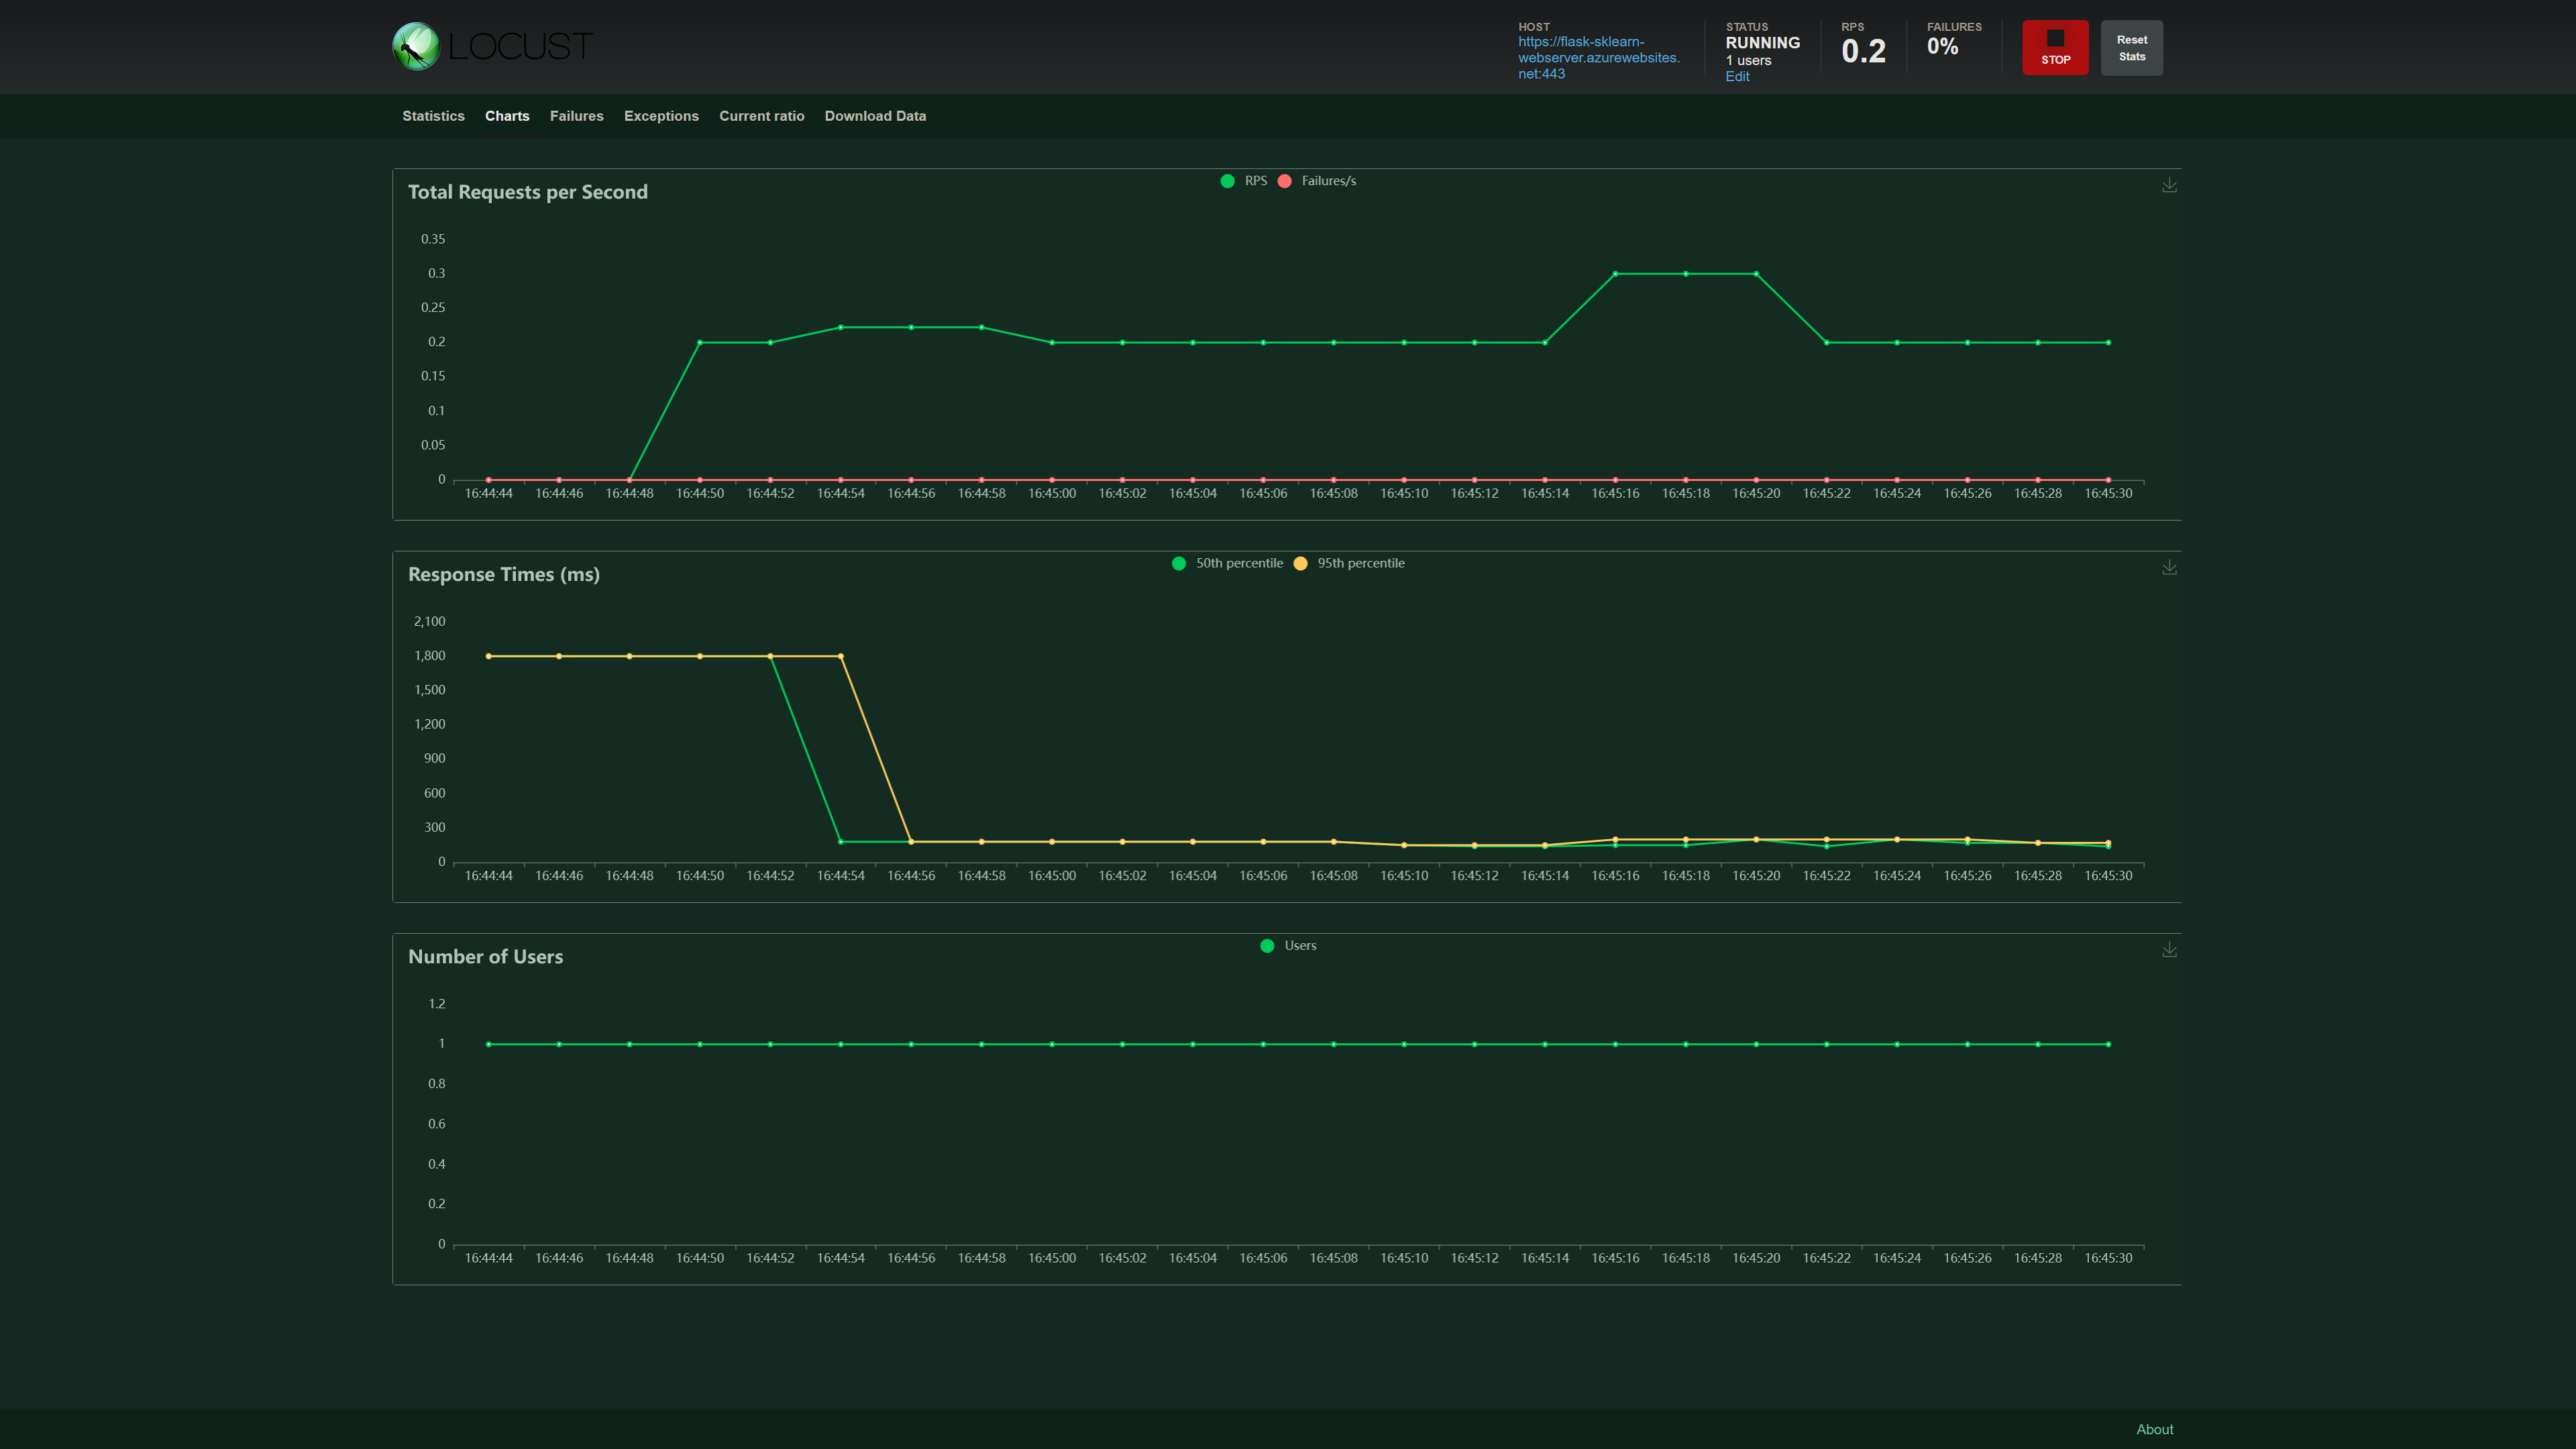 LOCUST
HOST
https://flask-sklearn-
webserver.azurewebsites.
net:443
STATUS
RUNNING
1 users
Edit
RPS
0.2
FAILURES
0%
STOP
Reset
Stats
Statistics Charts Failures Exceptions Current ratio Download Data
Total Requests per Second
RPS Failures/s
0.35
0.3
0.25
0.2
0.15
0.1
0.05
0
16:44:44 16:44:46 16:44:48 16:44:50 16:44:52 16:44:54 16:44:56 16:44:58 16:45:00 16:45:02 16:45:04 16:45:06 16:45:08 16:45:10 16:45:12 16:45:14 16:45:16 16:45:18 16:45:20 16:45:22 16:45:24 16:45:26 16:45:28 16:45:30
Response Times (ms)
50th percentile 95th percentile
2,100
1,800
1,500
1,200
900
600
300
0
16:44:44 16:44:46 16:44:48 16:44:50 16:44:52 16:44:54 16:44:56 16:44:58 16:45:00 16:45:02 16:45:04 16:45:06 16:45:08 16:45:10 16:45:12 16:45:14 16:45:16 16:45:18 16:45:20 16:45:22 16:45:24 16:45:26 16:45:28 16:45:30
Number of Users
Users
1.2
1
0.8
0.6
0.4
0.2
0
16:44:44 16:44:46 16:44:48 16:44:50 16:44:52 16:44:54 16:44:56 16:44:58 16:45:00 16:45:02 16:45:04 16:45:06 16:45:08 16:45:10 16:45:12 16:45:14 16:45:16 16:45:18 16:45:20 16:45:22 16:45:24 16:45:26 16:45:28 16:45:30
About